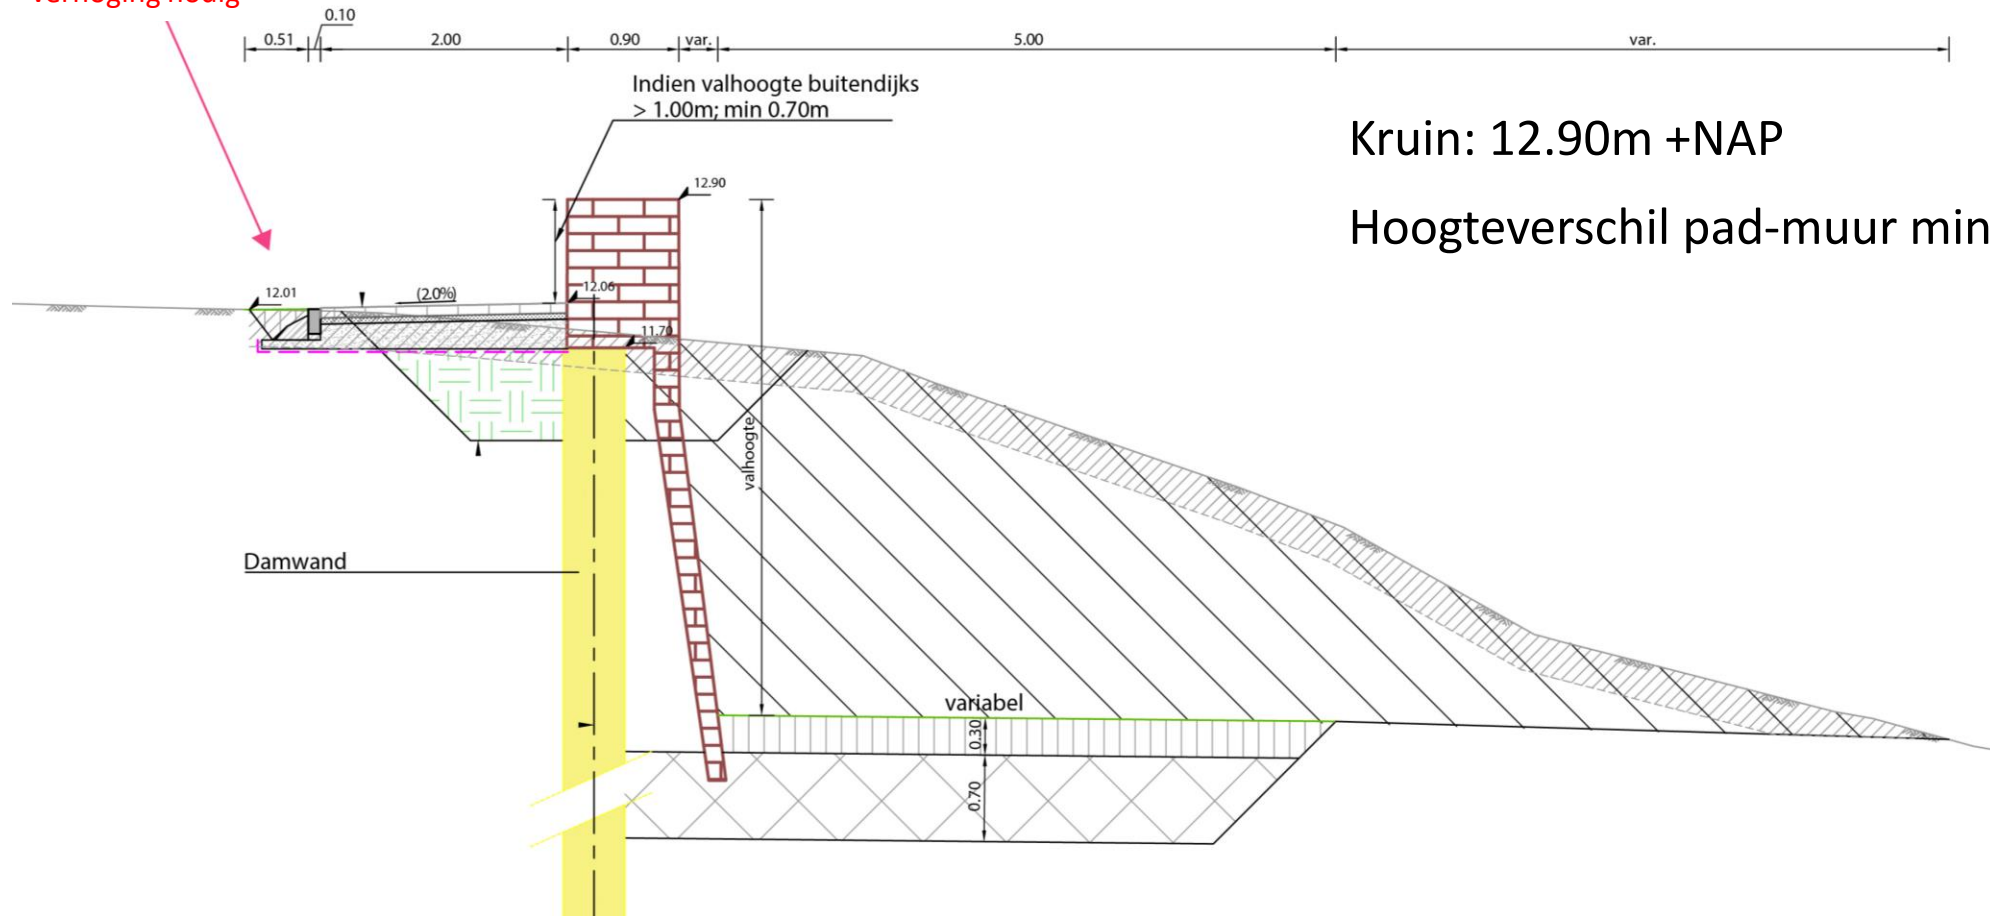 verhoging nodig
0.10
0.51
2.00
0.90
var.
5.00
var.
Indien valhoogte buitendijks
> 1.00m; min 0.70m
Kruin: 12.90m +NAP
Hoogteverschil pad-muur min
12.90
12.01
(2.0%)
12.06
11.70
valhoogte
Damwand
variabel
0.30
0.70